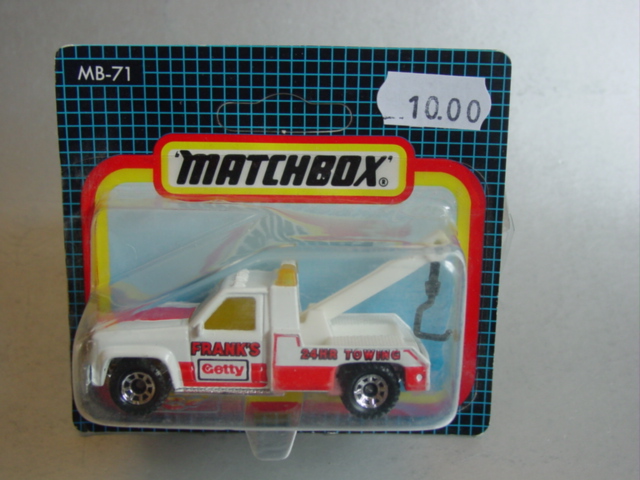 MB-71
10.00
"MATCHBOX"®
FRANK'S
Getty
24HR TOWING